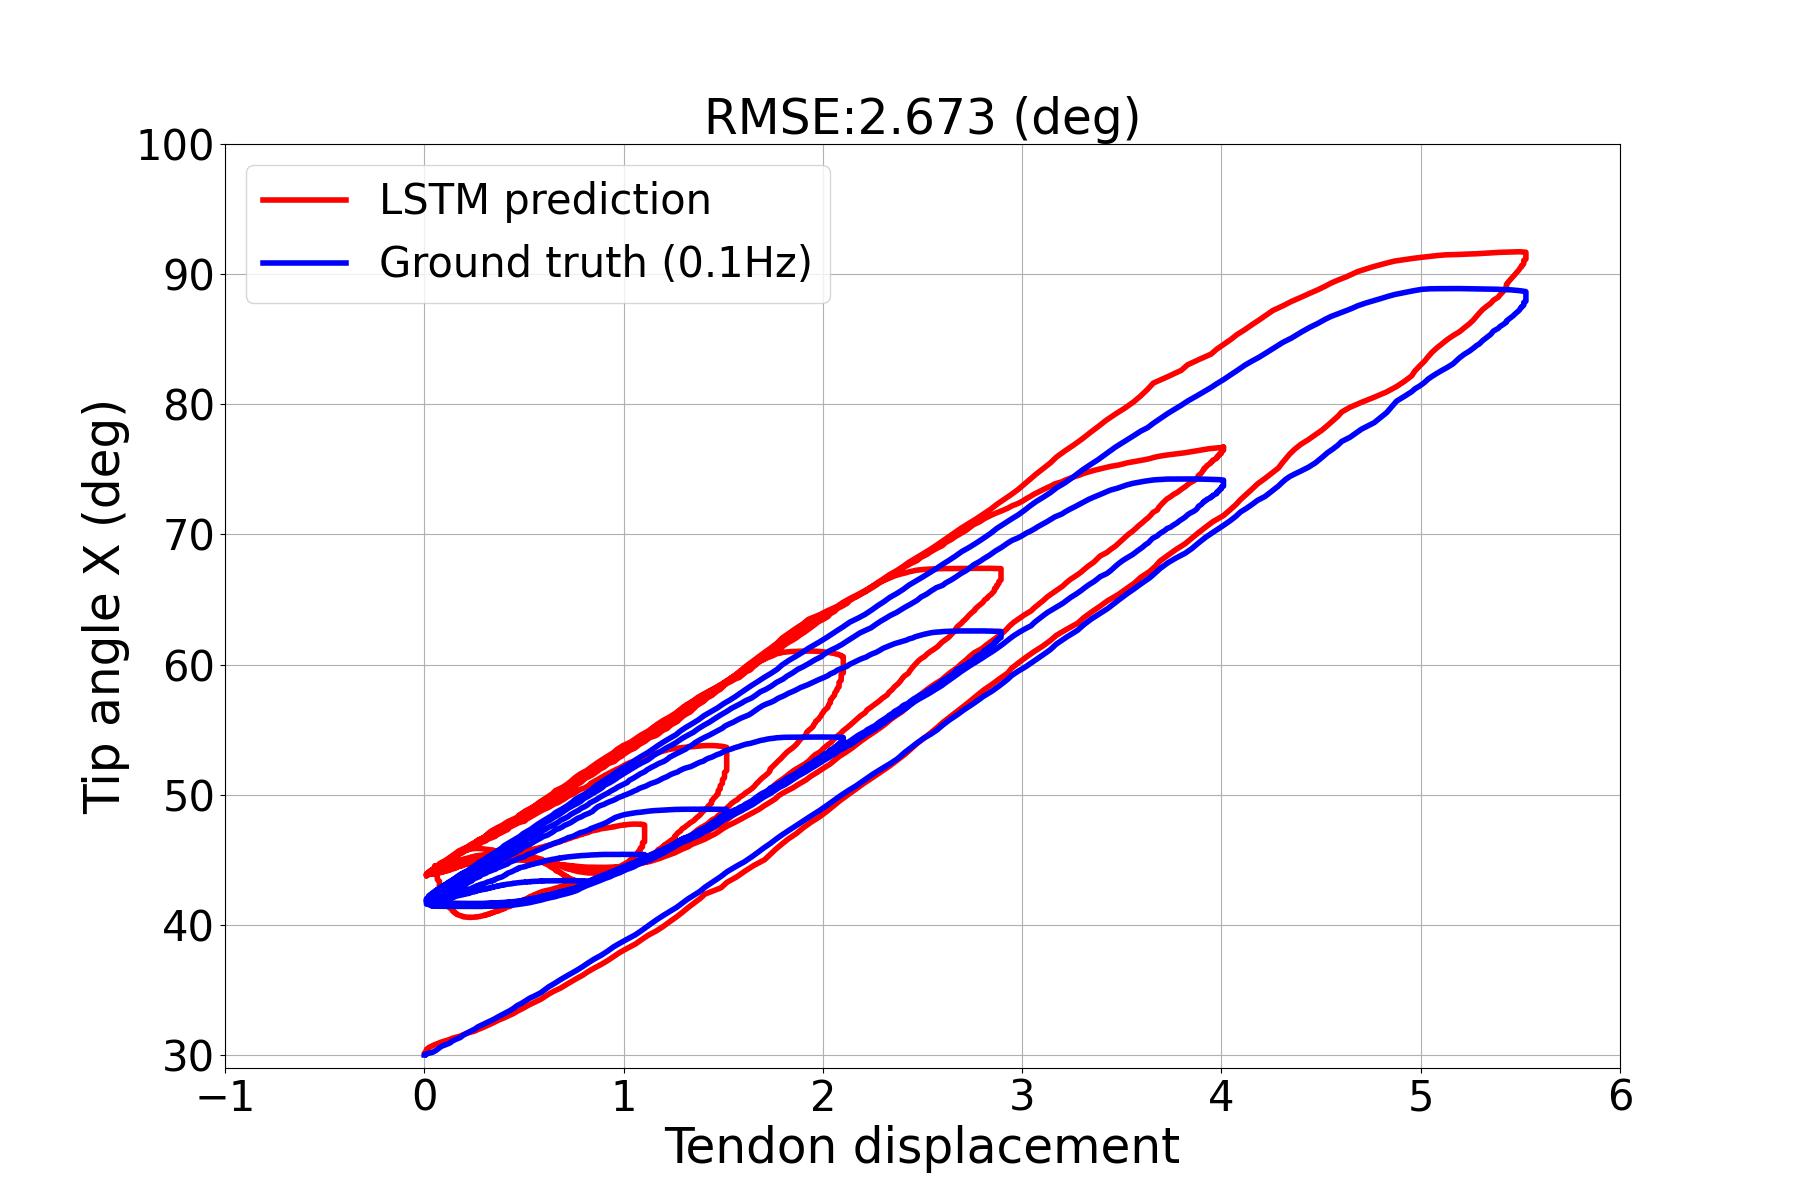 RMSE:2.673 (deg)
100
90
80
70
60
50
40
30
Tip angle X (deg)
LSTM prediction
Ground truth (0.1Hz)
−1 0 1 2 3 4 5 6
Tendon displacement